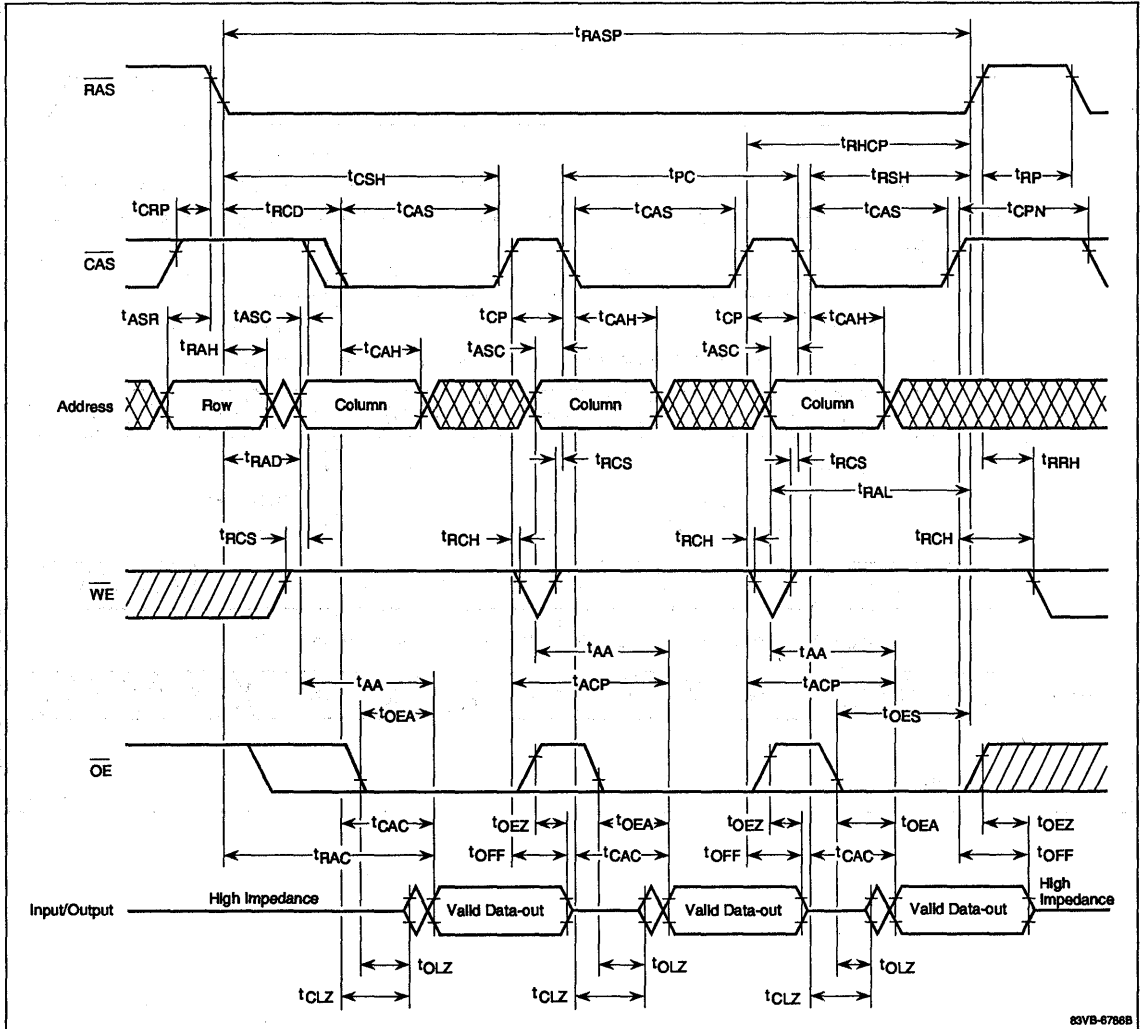 tRASP
RAS
tRHCP
tCSH tPC tRSH tRP
tCRP tRCD tCAS tCAS tCAS tCPN
CAS
tASR tASC tCP tCAH tCP tCAH
tRAH tCAH tASC tASC
Address Row Column Column Column
tRAD tRCS tRCS tRRH
tRAL
tRCS tRCH tRCH tRCH
WE
tAA tAA
tAA tACP tACP
tOEA tOES
OE
tCAC tOEZ tOEA tOEZ tOEA tOEZ
tRAC tOFF tCAC tOFF tCAC tOFF
High Impedance High Impedance
Input/Output Valid Data-out Valid Data-out Valid Data-out
tOLZ tOLZ tOLZ
tCLZ tCLZ tCLZ
83VB-6786B